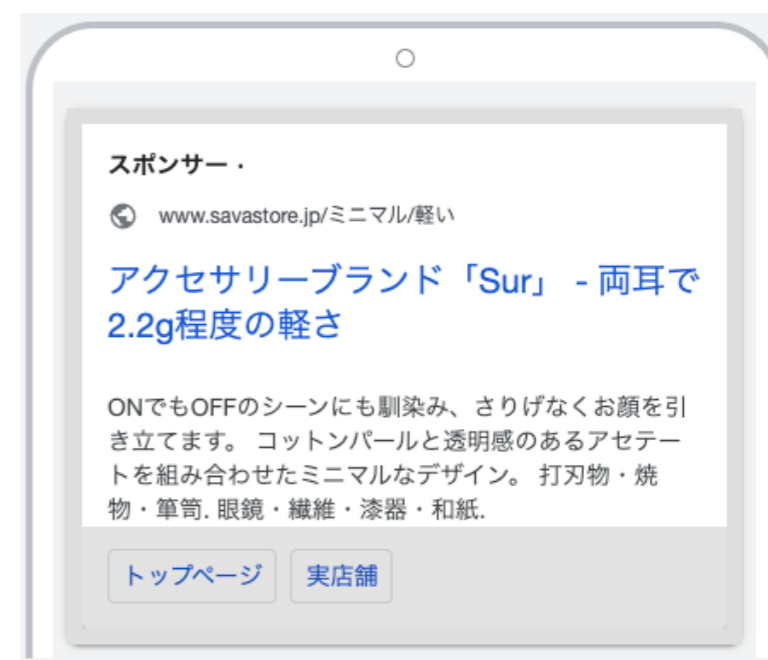 スポンサー ·
www.savastore.jp/ミニマル/軽い
アクセサリーブランド「Sur」 - 両耳で
2.2g程度の軽さ
ONでもOFFのシーンにも馴染み、さりげなくお顔を引
き立てます。 コットンパールと透明感のあるアセテー
トを組み合わせたミニマルなデザイン。 打刃物・焼
物・箪笥. 眼鏡・繊維・漆器・和紙.
トップページ 実店舗